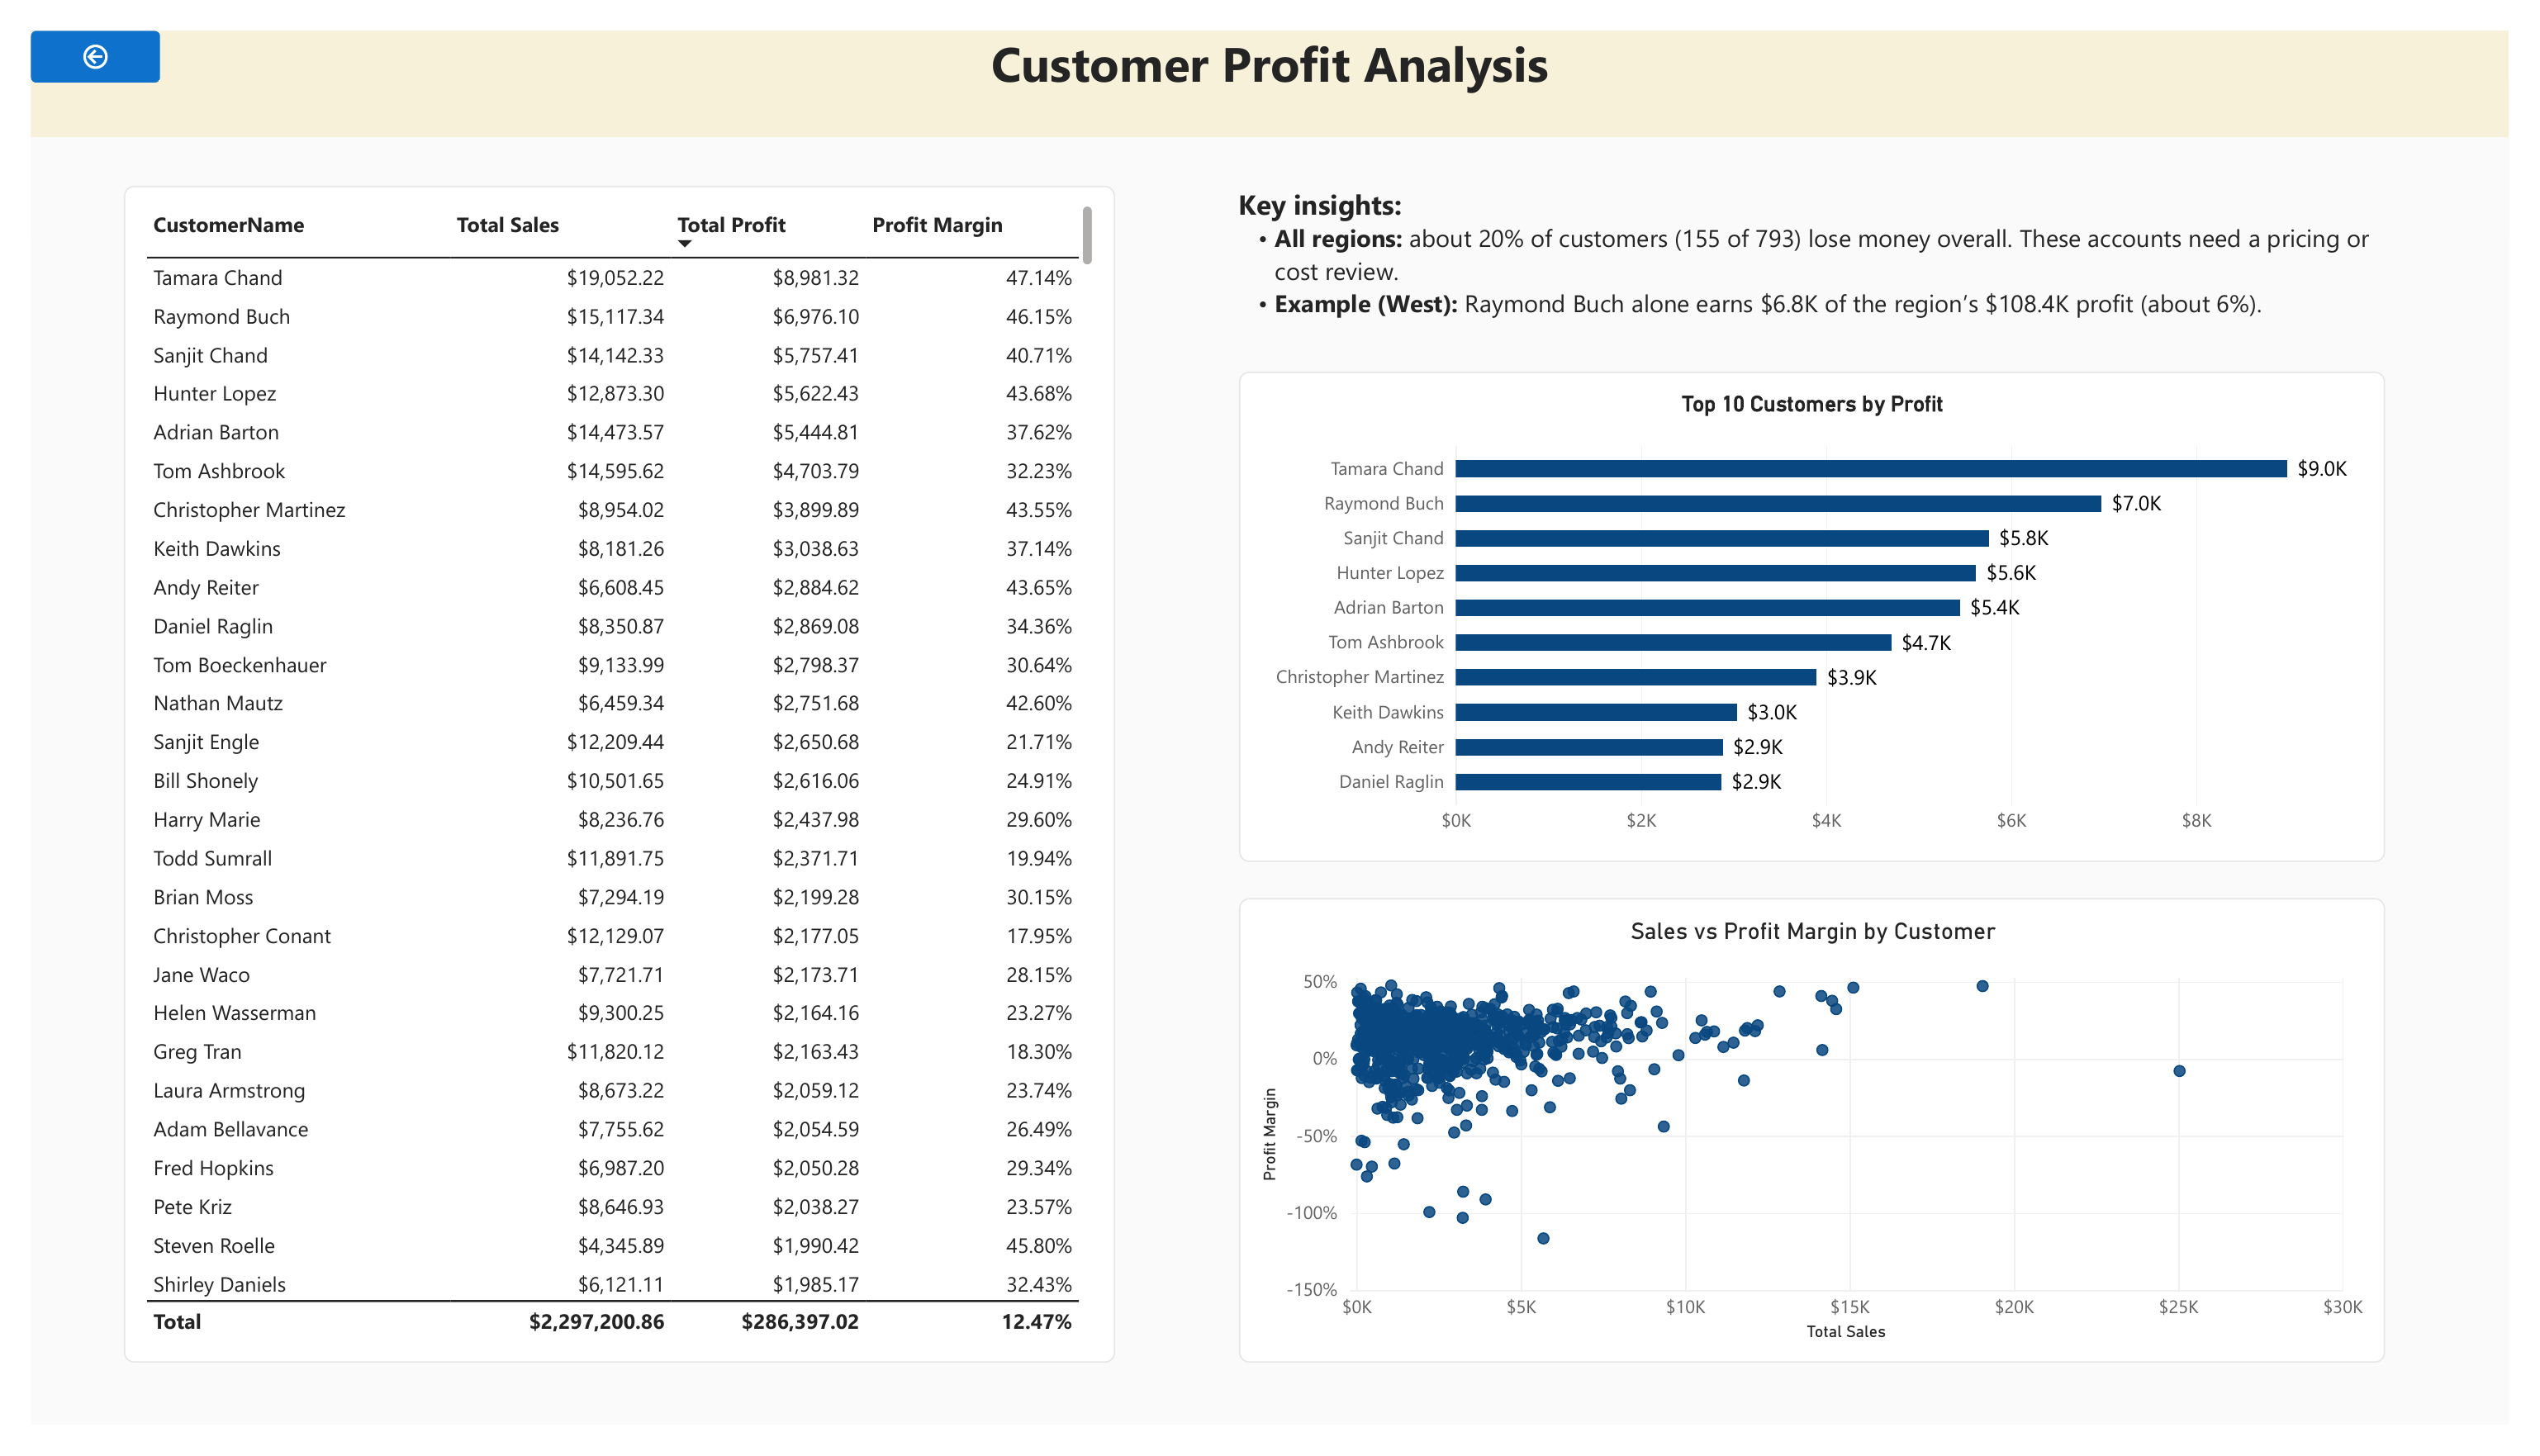 Customer Profit Analysis
CustomerName Total Sales Total Profit Profit Margin
Tamara Chand $19,052.22 $8,981.32 47.14%
Raymond Buch $15,117.34 $6,976.10 46.15%
Sanjit Chand $14,142.33 $5,757.41 40.71%
Hunter Lopez $12,873.30 $5,622.43 43.68%
Adrian Barton $14,473.57 $5,444.81 37.62%
Tom Ashbrook $14,595.62 $4,703.79 32.23%
Christopher Martinez $8,954.02 $3,899.89 43.55%
Keith Dawkins $8,181.26 $3,038.63 37.14%
Andy Reiter $6,608.45 $2,884.62 43.65%
Daniel Raglin $8,350.87 $2,869.08 34.36%
Tom Boeckenhauer $9,133.99 $2,798.37 30.64%
Nathan Mautz $6,459.34 $2,751.68 42.60%
Sanjit Engle $12,209.44 $2,650.68 21.71%
Bill Shonely $10,501.65 $2,616.06 24.91%
Harry Marie $8,236.76 $2,437.98 29.60%
Todd Sumrall $11,891.75 $2,371.71 19.94%
Brian Moss $7,294.19 $2,199.28 30.15%
Christopher Conant $12,129.07 $2,177.05 17.95%
Jane Waco $7,721.71 $2,173.71 28.15%
Helen Wasserman $9,300.25 $2,164.16 23.27%
Greg Tran $11,820.12 $2,163.43 18.30%
Laura Armstrong $8,673.22 $2,059.12 23.74%
Adam Bellavance $7,755.62 $2,054.59 26.49%
Fred Hopkins $6,987.20 $2,050.28 29.34%
Pete Kriz $8,646.93 $2,038.27 23.57%
Steven Roelle $4,345.89 $1,990.42 45.80%
Shirley Daniels $6,121.11 $1,985.17 32.43%
Total $2,297,200.86 $286,397.02 12.47%
Key insights:
• All regions: about 20% of customers (155 of 793) lose money overall. These accounts need a pricing or
cost review.
• Example (West): Raymond Buch alone earns $6.8K of the region’s $108.4K profit (about 6%).
Top 10 Customers by Profit
Tamara Chand $9.0K
Raymond Buch $7.0K
Sanjit Chand $5.8K
Hunter Lopez $5.6K
Adrian Barton $5.4K
Tom Ashbrook $4.7K
Christopher Martinez $3.9K
Keith Dawkins $3.0K
Andy Reiter $2.9K
Daniel Raglin $2.9K
$0K $2K $4K $6K $8K
Sales vs Profit Margin by Customer
Profit Margin
50%
0%
-50%
-100%
-150%
$0K $5K $10K $15K $20K $25K $30K
Total Sales